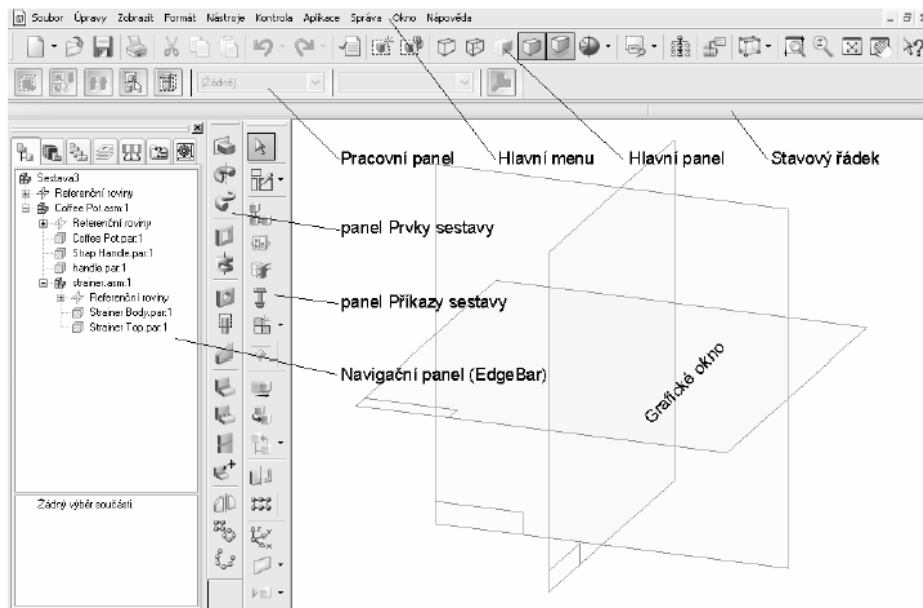 Soubor Úpravy Zobrazit Formát Nástroje Kontrola Aplikace Správa Okno Nápověda
(Žádné)
Pracovní panel
Hlavní menu
Hlavní panel
Stavový řádek
panel Prvky sestavy
panel Příkazy sestavy
Navigační panel (EdgeBar)
Grafické okno
Sestava3
Referenční roviny
Coffee Pot.asm:1
Referenční roviny
Coffee Pot.par:1
Strap Handle.par:1
handle.par:1
strainer.asm:1
Referenční roviny
Strainer Body.par:1
Strainer Top.par:1
Žádný výběr součásti